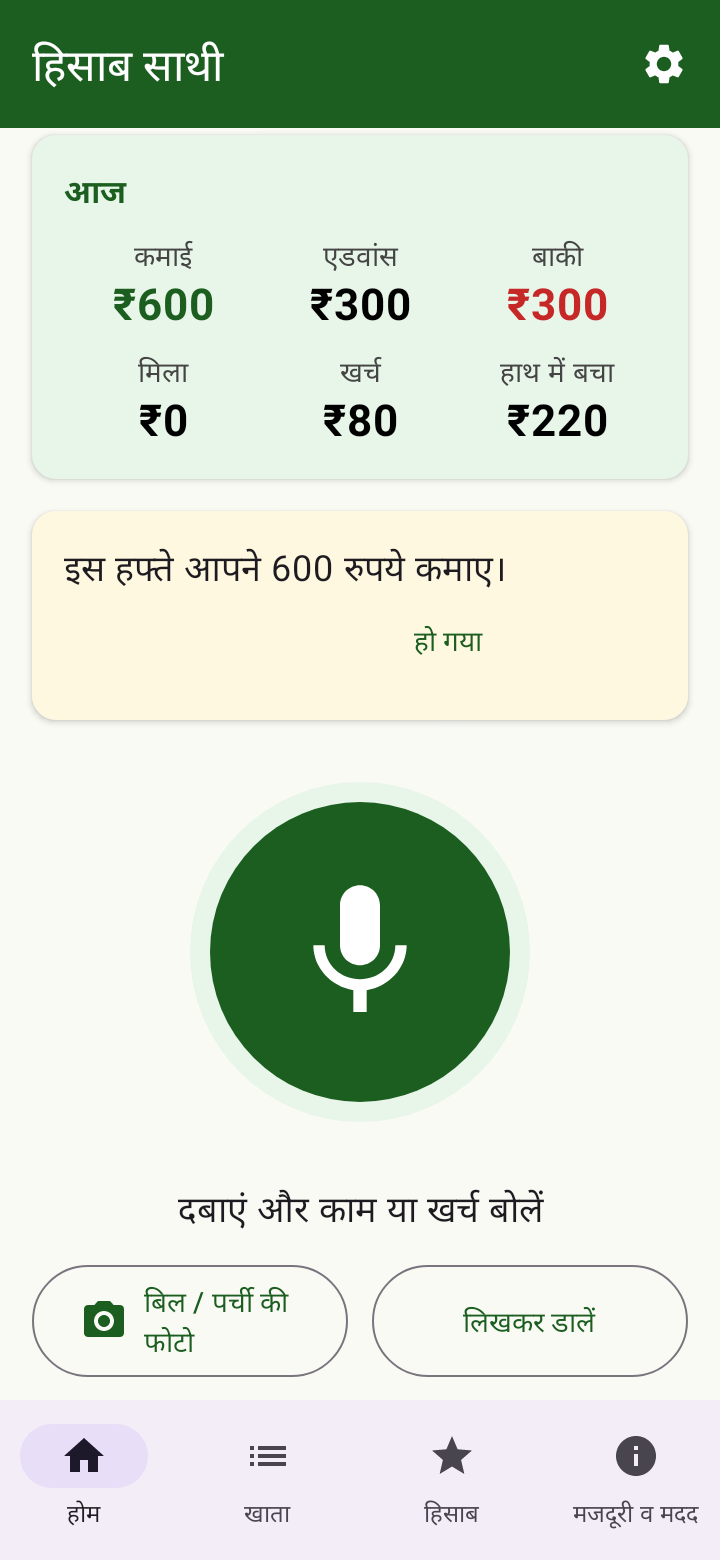 हिसाब साथी
आज
कमाई एडवांस बाकी
₹600 ₹300 ₹300
मिला खर्च हाथ में बचा
₹0 ₹80 ₹220
इस हफ्ते आपने 600 रुपये कमाए।
हो गया
दबाएं और काम या खर्च बोलें
बिल / पर्ची की
फोटो
लिखकर डालें
होम खाता हिसाब मजदूरी व मदद